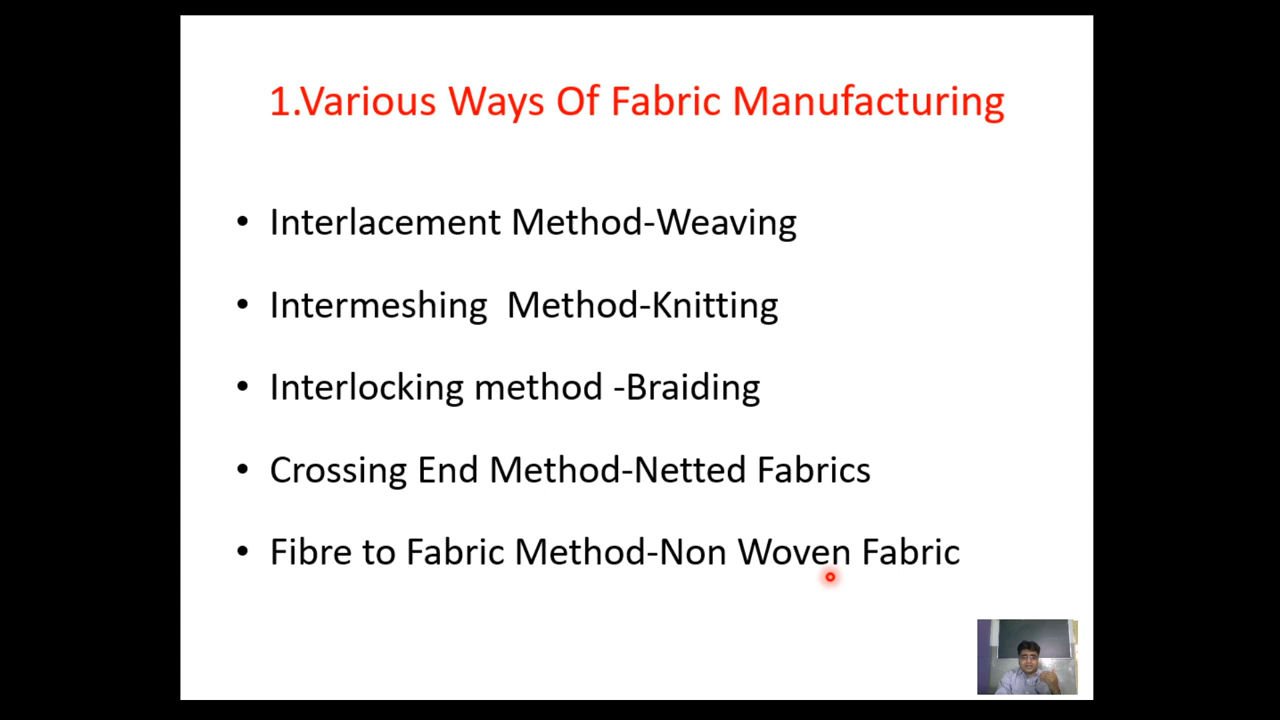 1.Various Ways Of Fabric Manufacturing
• Interlacement Method-Weaving
• Intermeshing  Method-Knitting
• Interlocking method -Braiding
• Crossing End Method-Netted Fabrics
• Fibre to Fabric Method-Non Woven Fabric